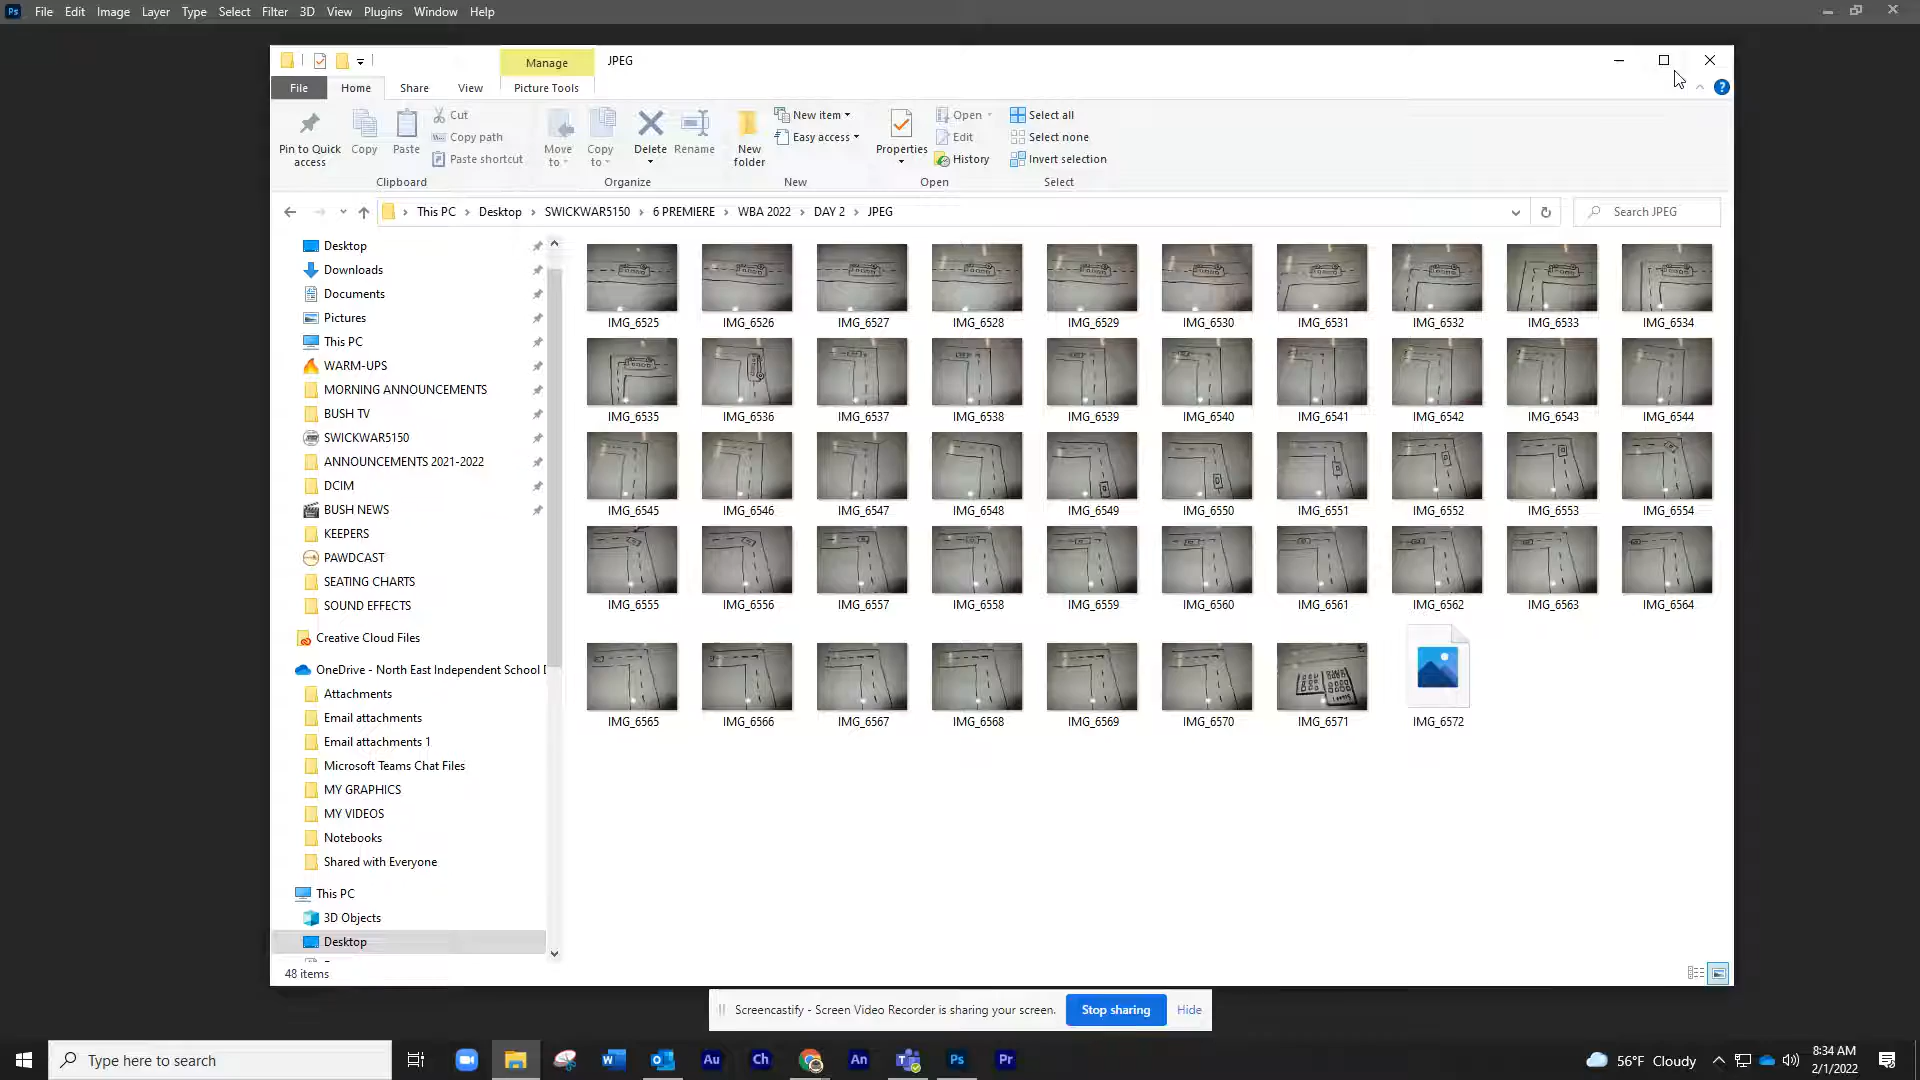 Ps File Edit Image Layer Type Select Filter 3D View Plugins Window Help
Manage JPEG
File Home Share View Picture Tools
Pin to Quick access Copy Paste Cut Copy path Paste shortcut Move to Copy to Delete Rename New folder New item Easy access Properties Open Edit History Select all Select none Invert selection
Clipboard Organize New Open Select
This PC > Desktop > SWICKWAR5150 > 6 PREMIERE > WBA 2022 > DAY 2 > JPEG Search JPEG
Desktop
Downloads
Documents
Pictures
This PC
WARM-UPS
MORNING ANNOUNCEMENTS
BUSH TV
SWICKWAR5150
ANNOUNCEMENTS 2021-2022
DCIM
BUSH NEWS
KEEPERS
PAWDCAST
SEATING CHARTS
SOUND EFFECTS
Creative Cloud Files
OneDrive - North East Independent School
Attachments
Email attachments
Email attachments 1
Microsoft Teams Chat Files
MY GRAPHICS
MY VIDEOS
Notebooks
Shared with Everyone
This PC
3D Objects
Desktop
IMG_6525 IMG_6526 IMG_6527 IMG_6528 IMG_6529 IMG_6530 IMG_6531 IMG_6532 IMG_6533 IMG_6534
IMG_6535 IMG_6536 IMG_6537 IMG_6538 IMG_6539 IMG_6540 IMG_6541 IMG_6542 IMG_6543 IMG_6544
IMG_6545 IMG_6546 IMG_6547 IMG_6548 IMG_6549 IMG_6550 IMG_6551 IMG_6552 IMG_6553 IMG_6554
IMG_6555 IMG_6556 IMG_6557 IMG_6558 IMG_6559 IMG_6560 IMG_6561 IMG_6562 IMG_6563 IMG_6564
IMG_6565 IMG_6566 IMG_6567 IMG_6568 IMG_6569 IMG_6570 IMG_6571 IMG_6572
48 items
Screencastify - Screen Video Recorder is sharing your screen. Stop sharing Hide
Type here to search Au Ch An Ps Pr 56°F Cloudy 8:34 AM
2/1/2022